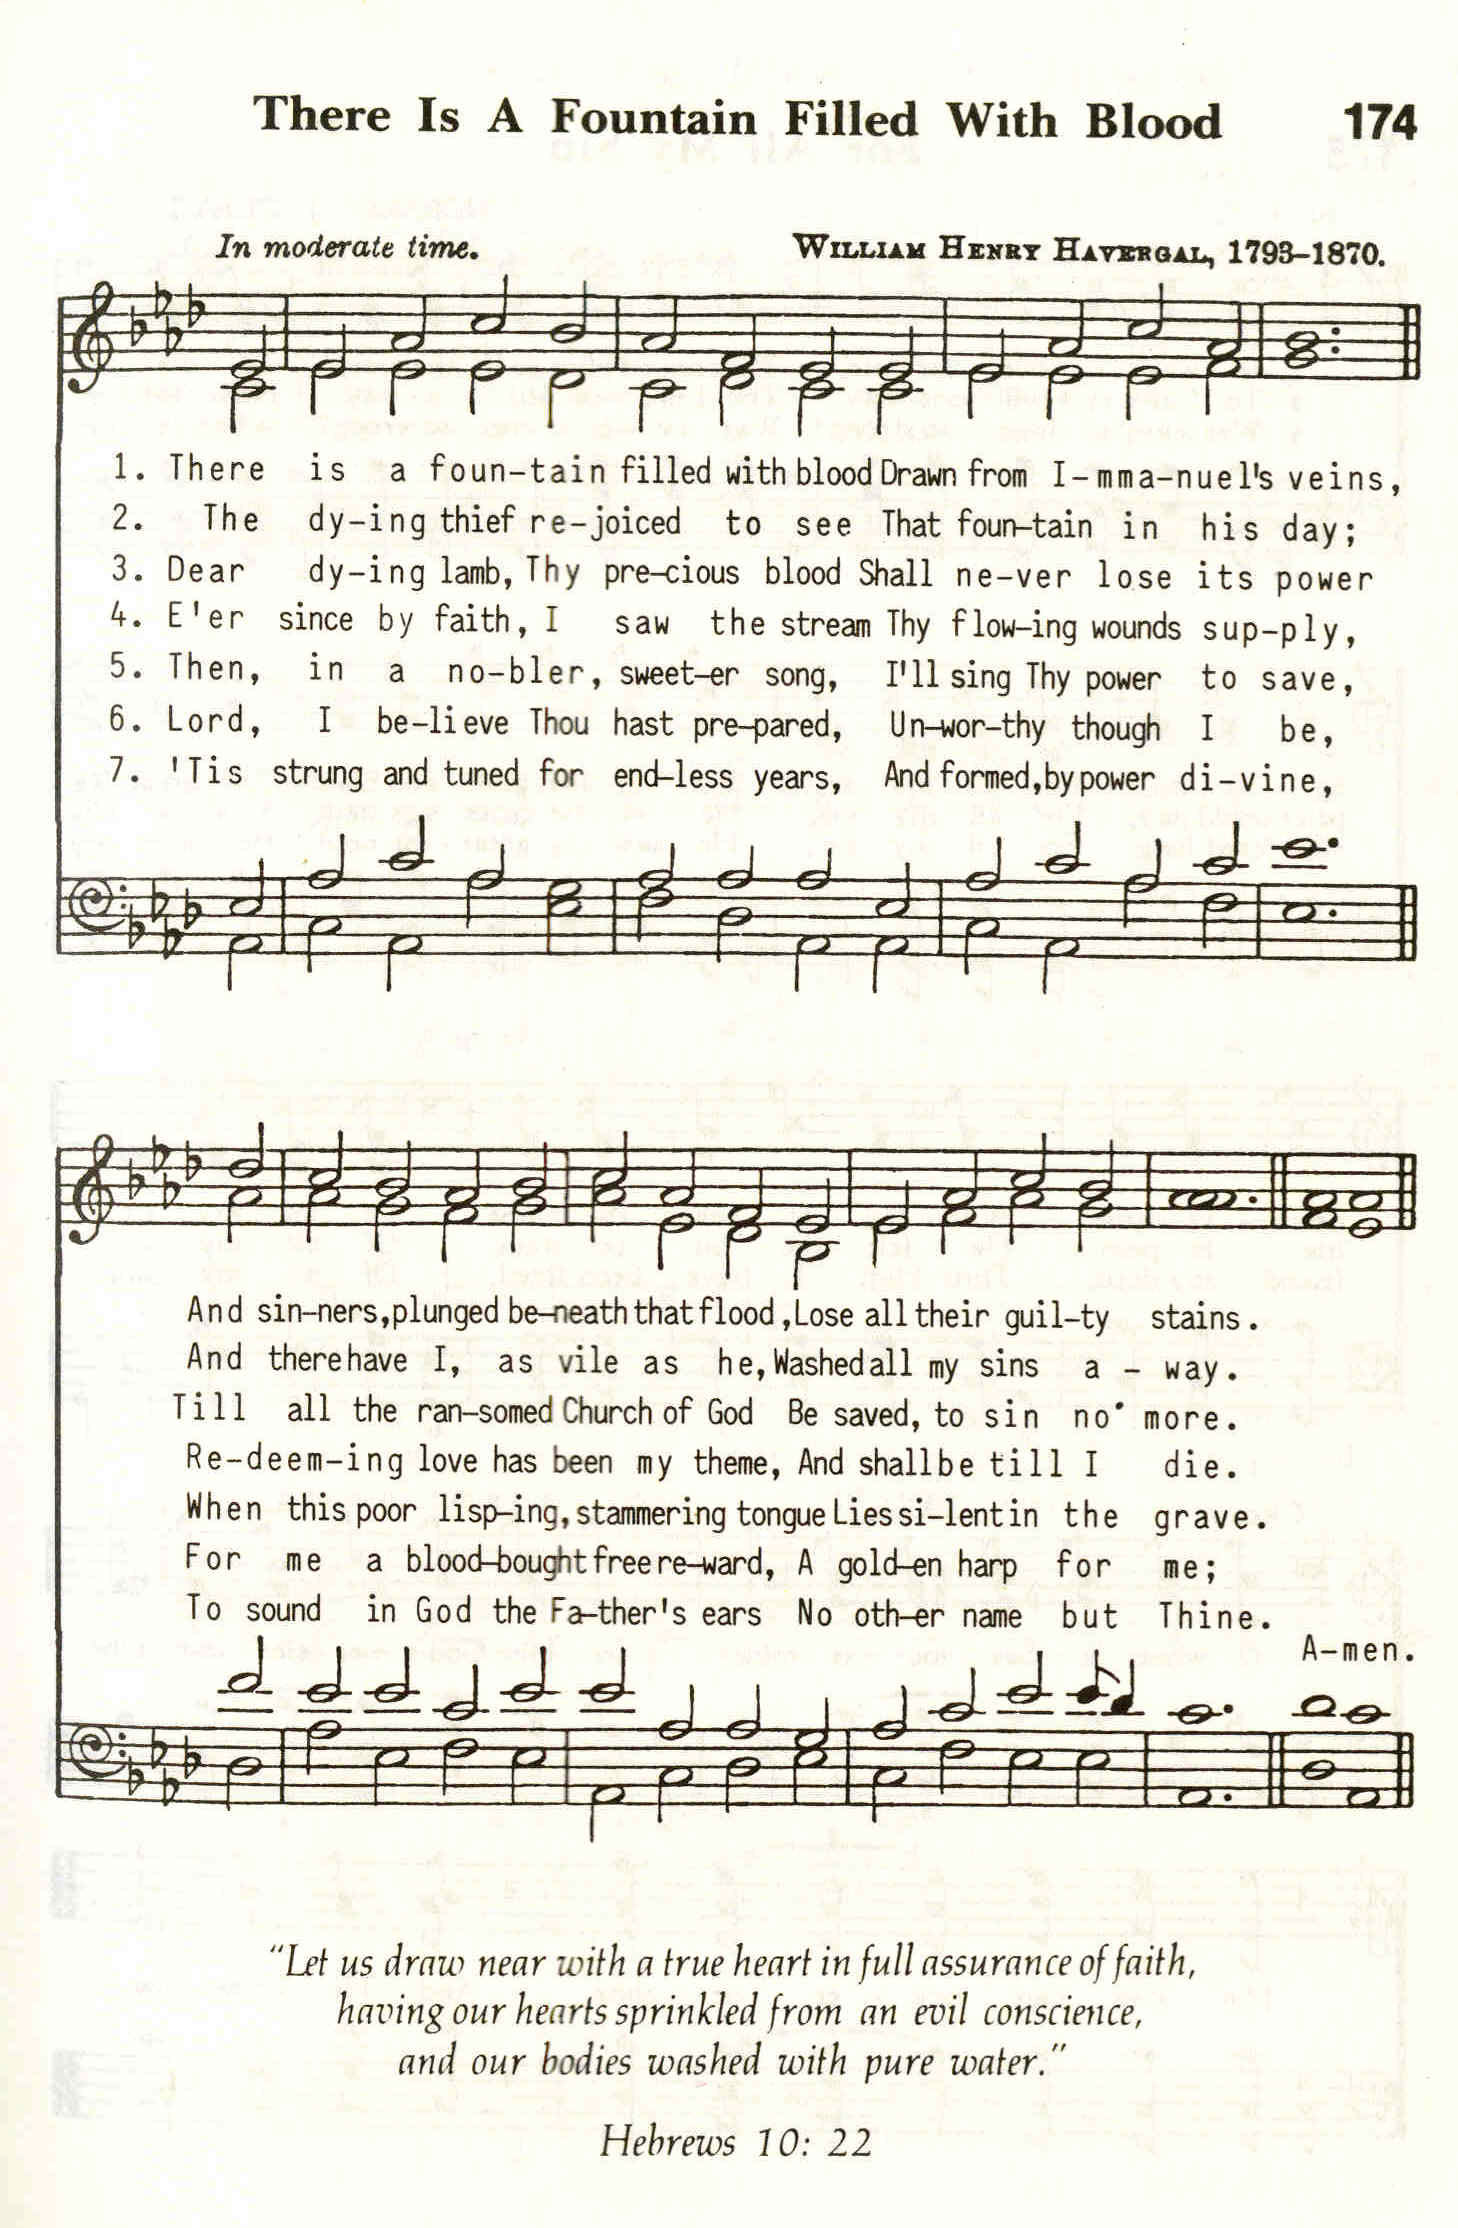 There Is A Fountain Filled With Blood 174
In moderate time. WILLIAM HENRY HAVERGAL, 1793-1870.
1. There is a foun-tain filled with blood Drawn from I-mma-nuel's veins,
2. The dy-ing thief re-joiced to see That foun-tain in his day;
3. Dear dy-ing lamb, Thy pre-cious blood Shall ne-ver lose its power
4. E'er since by faith, I saw the stream Thy flow-ing wounds sup-ply,
5. Then, in a no-bler, sweet-er song, I'll sing Thy power to save,
6. Lord, I be-lieve Thou hast pre-pared, Un-wor-thy though I be,
7. 'Tis strung and tuned for end-less years, And formed, by power di-vine,
And sin-ners, plunged be-neath that flood, Lose all their guil-ty stains.
And there have I, as vile as he, Washed all my sins a - way.
Till all the ran-somed Church of God Be saved, to sin no more.
Re-deem-ing love has been my theme, And shall be till I die.
When this poor lisp-ing, stammering tongue Lies si-lent in the grave.
For me a blood-bought free re-ward, A gold-en harp for me;
To sound in God the Fa-ther's ears No oth-er name but Thine.
A-men.
"Let us draw near with a true heart in full assurance of faith,
having our hearts sprinkled from an evil conscience,
and our bodies washed with pure water."
Hebrews 10: 22